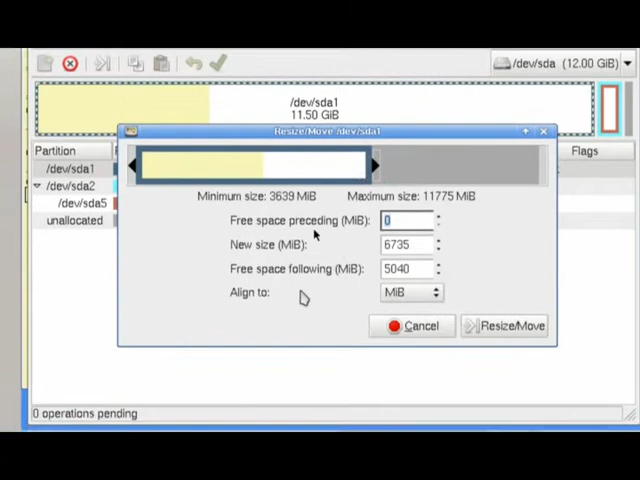 /dev/sda (12.00 GiB)
/dev/sda1
11.50 GiB
Resize/Move /dev/sda1
Partition
Flags
/dev/sda1
/dev/sda2
/dev/sda5
unallocated
Minimum size: 3639 MiB
Maximum size: 11775 MiB
Free space preceding (MiB): 0
New size (MiB): 6735
Free space following (MiB): 5040
Align to: MiB
Cancel
Resize/Move
0 operations pending